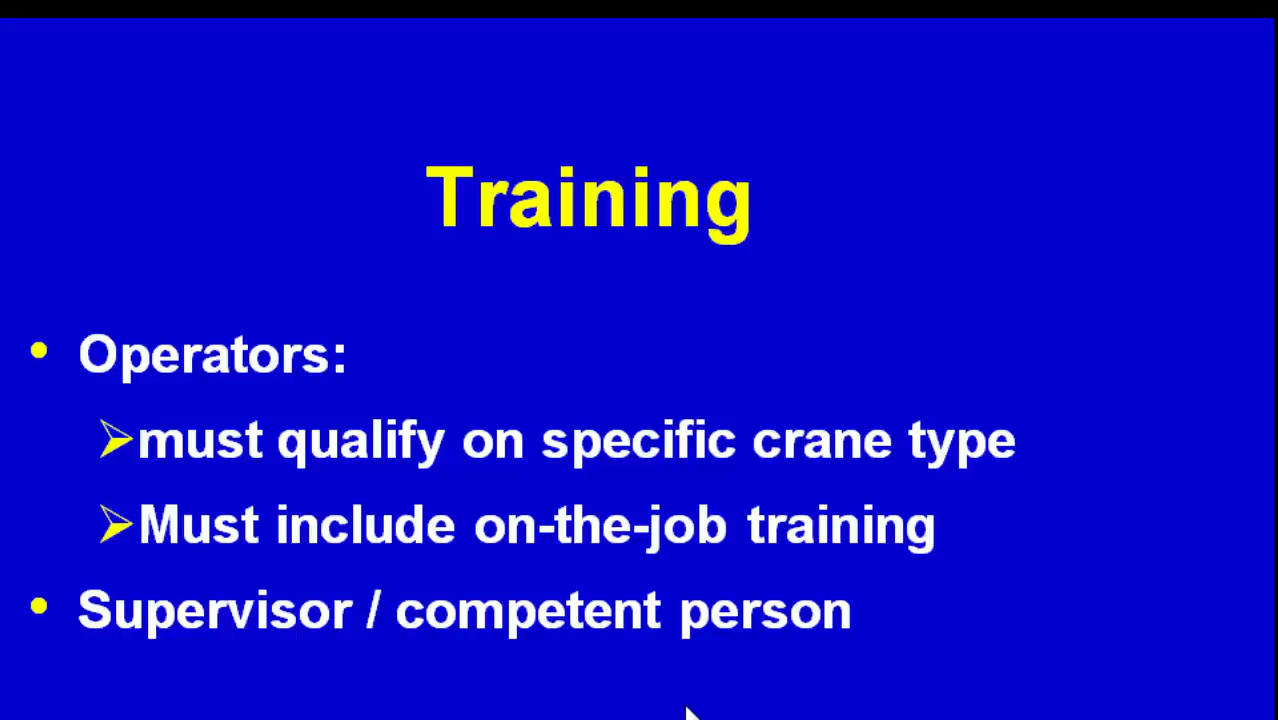 Training
• Operators:
➢must qualify on specific crane type
➢Must include on-the-job training
• Supervisor / competent person